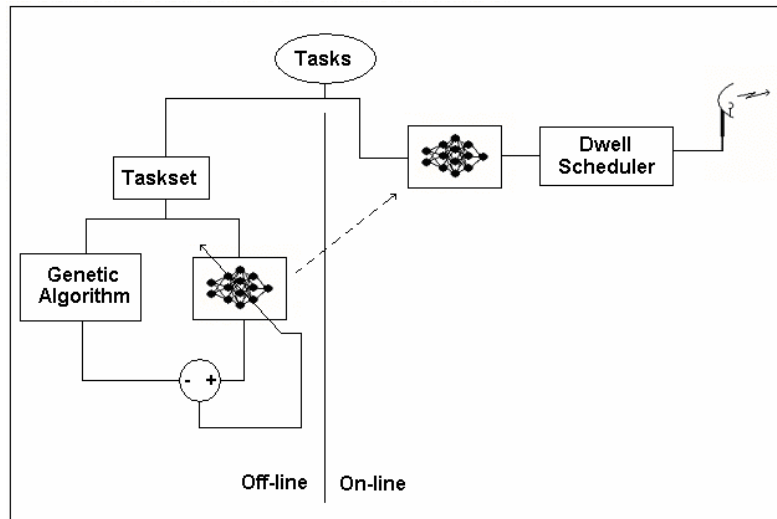 Tasks
Dwell
Scheduler
Taskset
Genetic
Algorithm
- +
Off-line On-line